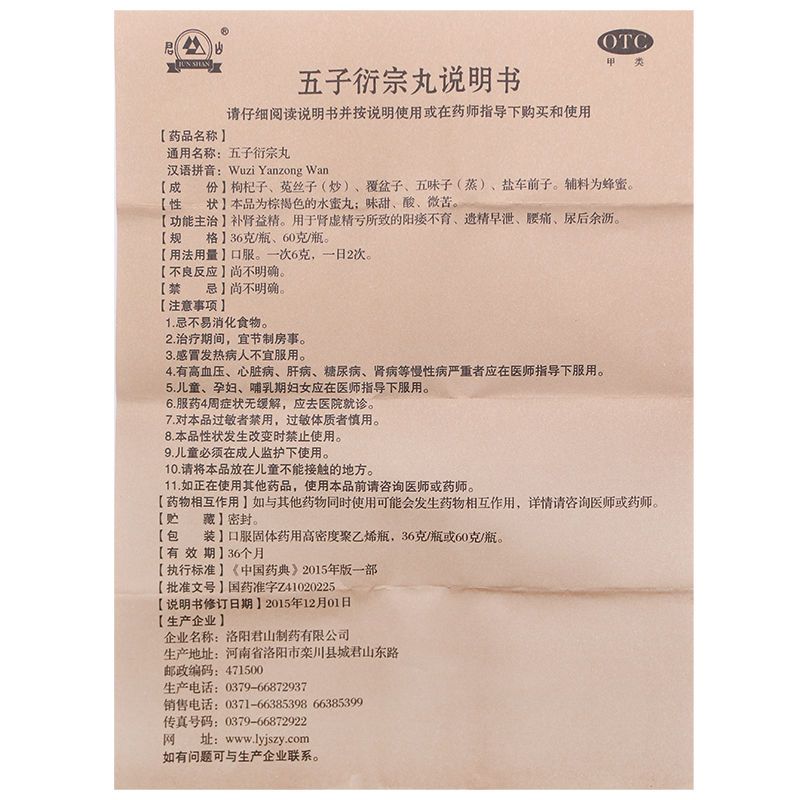 君 山 ®
JUN SHAN
OTC
甲 类
五子衍宗丸说明书
请仔细阅读说明书并按说明使用或在药师指导下购买和使用
【药品名称】
通用名称：五子衍宗丸
汉语拼音：Wuzi Yanzong Wan
【成 份】枸杞子、菟丝子（炒）、覆盆子、五味子（蒸）、盐车前子。辅料为蜂蜜。
【性 状】本品为棕褐色的水蜜丸；味甜、酸、微苦。
【功能主治】补肾益精。用于肾虚精亏所致的阳痿不育、遗精早泄、腰痛、尿后余沥。
【规 格】36克/瓶、60克/瓶。
【用法用量】口服。一次6克，一日2次。
【不良反应】尚不明确。
【禁 忌】尚不明确。
【注意事项】
1.忌不易消化食物。
2.治疗期间，宜节制房事。
3.感冒发热病人不宜服用。
4.有高血压、心脏病、肝病、糖尿病、肾病等慢性病严重者应在医师指导下服用。
5.儿童、孕妇、哺乳期妇女应在医师指导下服用。
6.服药4周症状无缓解，应去医院就诊。
7.对本品过敏者禁用，过敏体质者慎用。
8.本品性状发生改变时禁止使用。
9.儿童必须在成人监护下使用。
10.请将本品放在儿童不能接触的地方。
11.如正在使用其他药品，使用本品前请咨询医师或药师。
【药物相互作用】如与其他药物同时使用可能会发生药物相互作用，详情请咨询医师或药师。
【贮 藏】密封。
【包 装】口服固体药用高密度聚乙烯瓶，36克/瓶或60克/瓶。
【有 效 期】36个月
【执行标准】《中国药典》2015年版一部
【批准文号】国药准字Z41020225
【说明书修订日期】2015年12月01日
【生产企业】
企业名称：洛阳君山制药有限公司
生产地址：河南省洛阳市栾川县城君山东路
邮政编码：471500
生产电话：0379-66872937
销售电话：0371-66385398 66385399
传真号码：0379-66872922
网 址：www.lyjszy.com
如有问题可与生产企业联系。